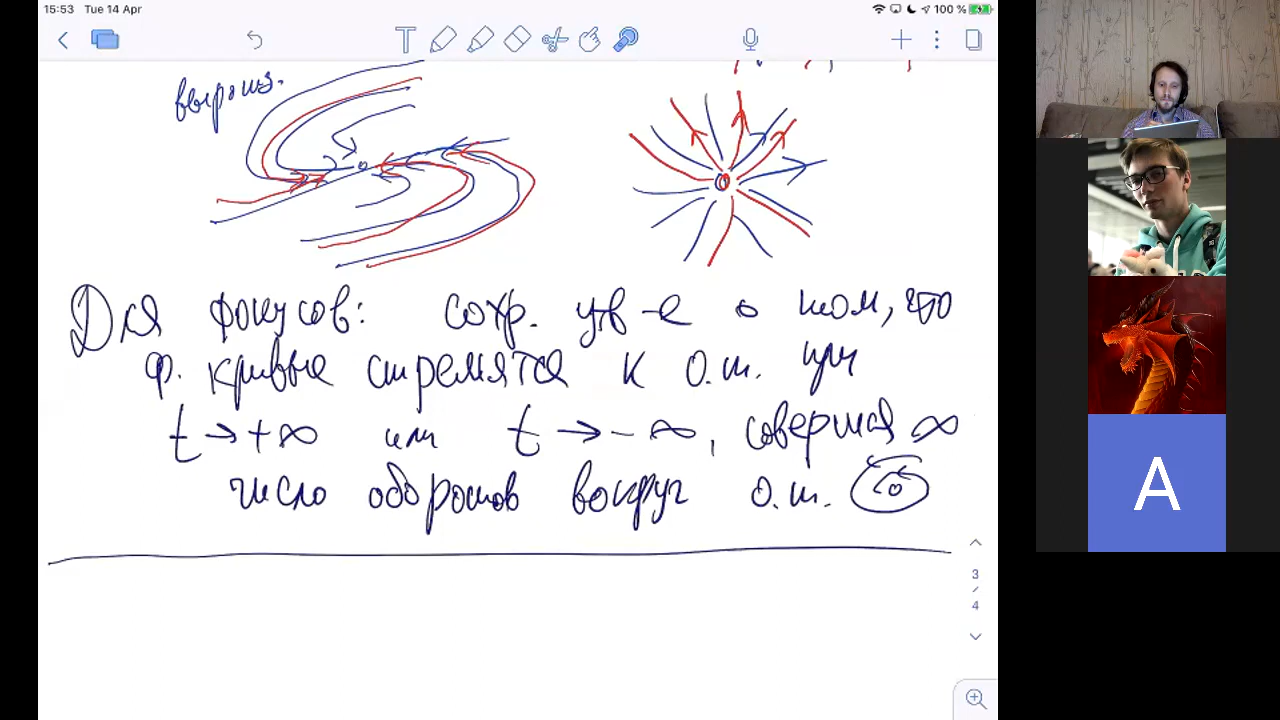 15:53 Tue 14 Apr
100 %
T
вырожд.
Для фокусов: сохр. утв-е о том, что
ф. кривые стремятся к о.т. при
t → +∞ или t → -∞, совершая ∞
число оборотов вокруг о.т.
3
4
A